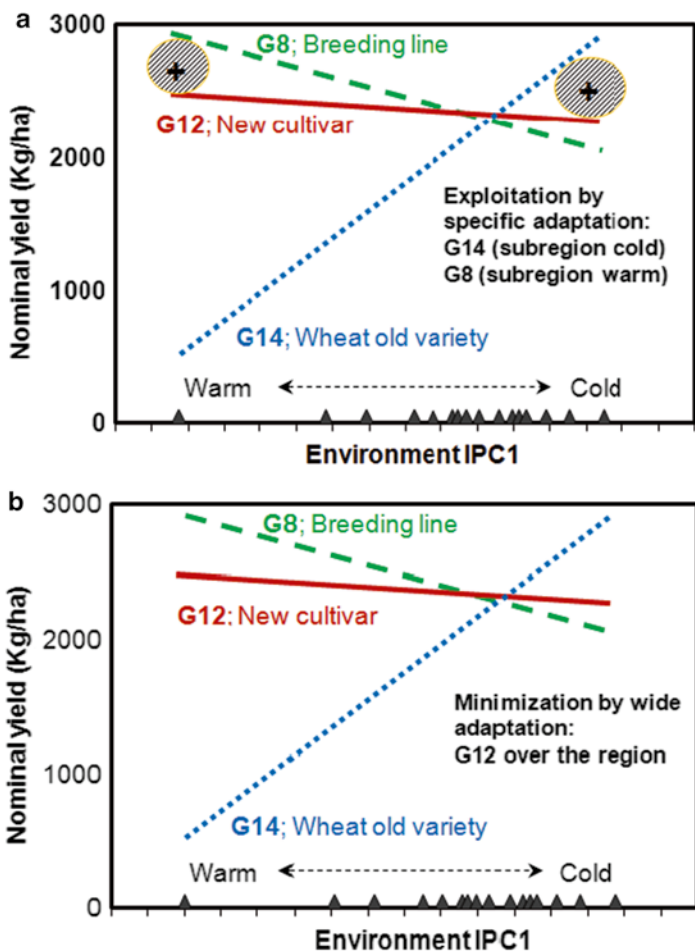 a
3000
G8; Breeding line
+
+
G12; New cultivar
2000
Exploitation by
specific adaptation:
G14 (subregion cold)
G8 (subregion warm)
1000
G14; Wheat old variety
Warm
Cold
0
Nominal yield (Kg/ha)
Environment IPC1
b
3000
G8; Breeding line
G12: New cultivar
2000
Minimization by wide
adaptation:
G12 over the region
1000
G14; Wheat old variety
Warm
Cold
0
Nominal yield (Kg/ha)
Environment IPC1